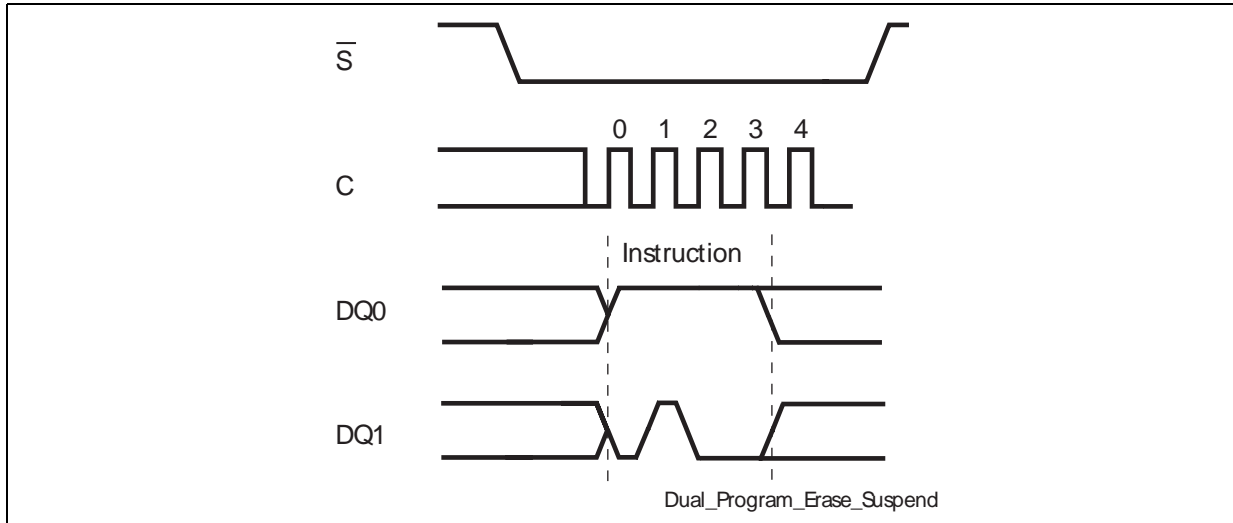 S
0 1 2 3 4
C
Instruction
DQ0
DQ1
Dual_Program_Erase_Suspend